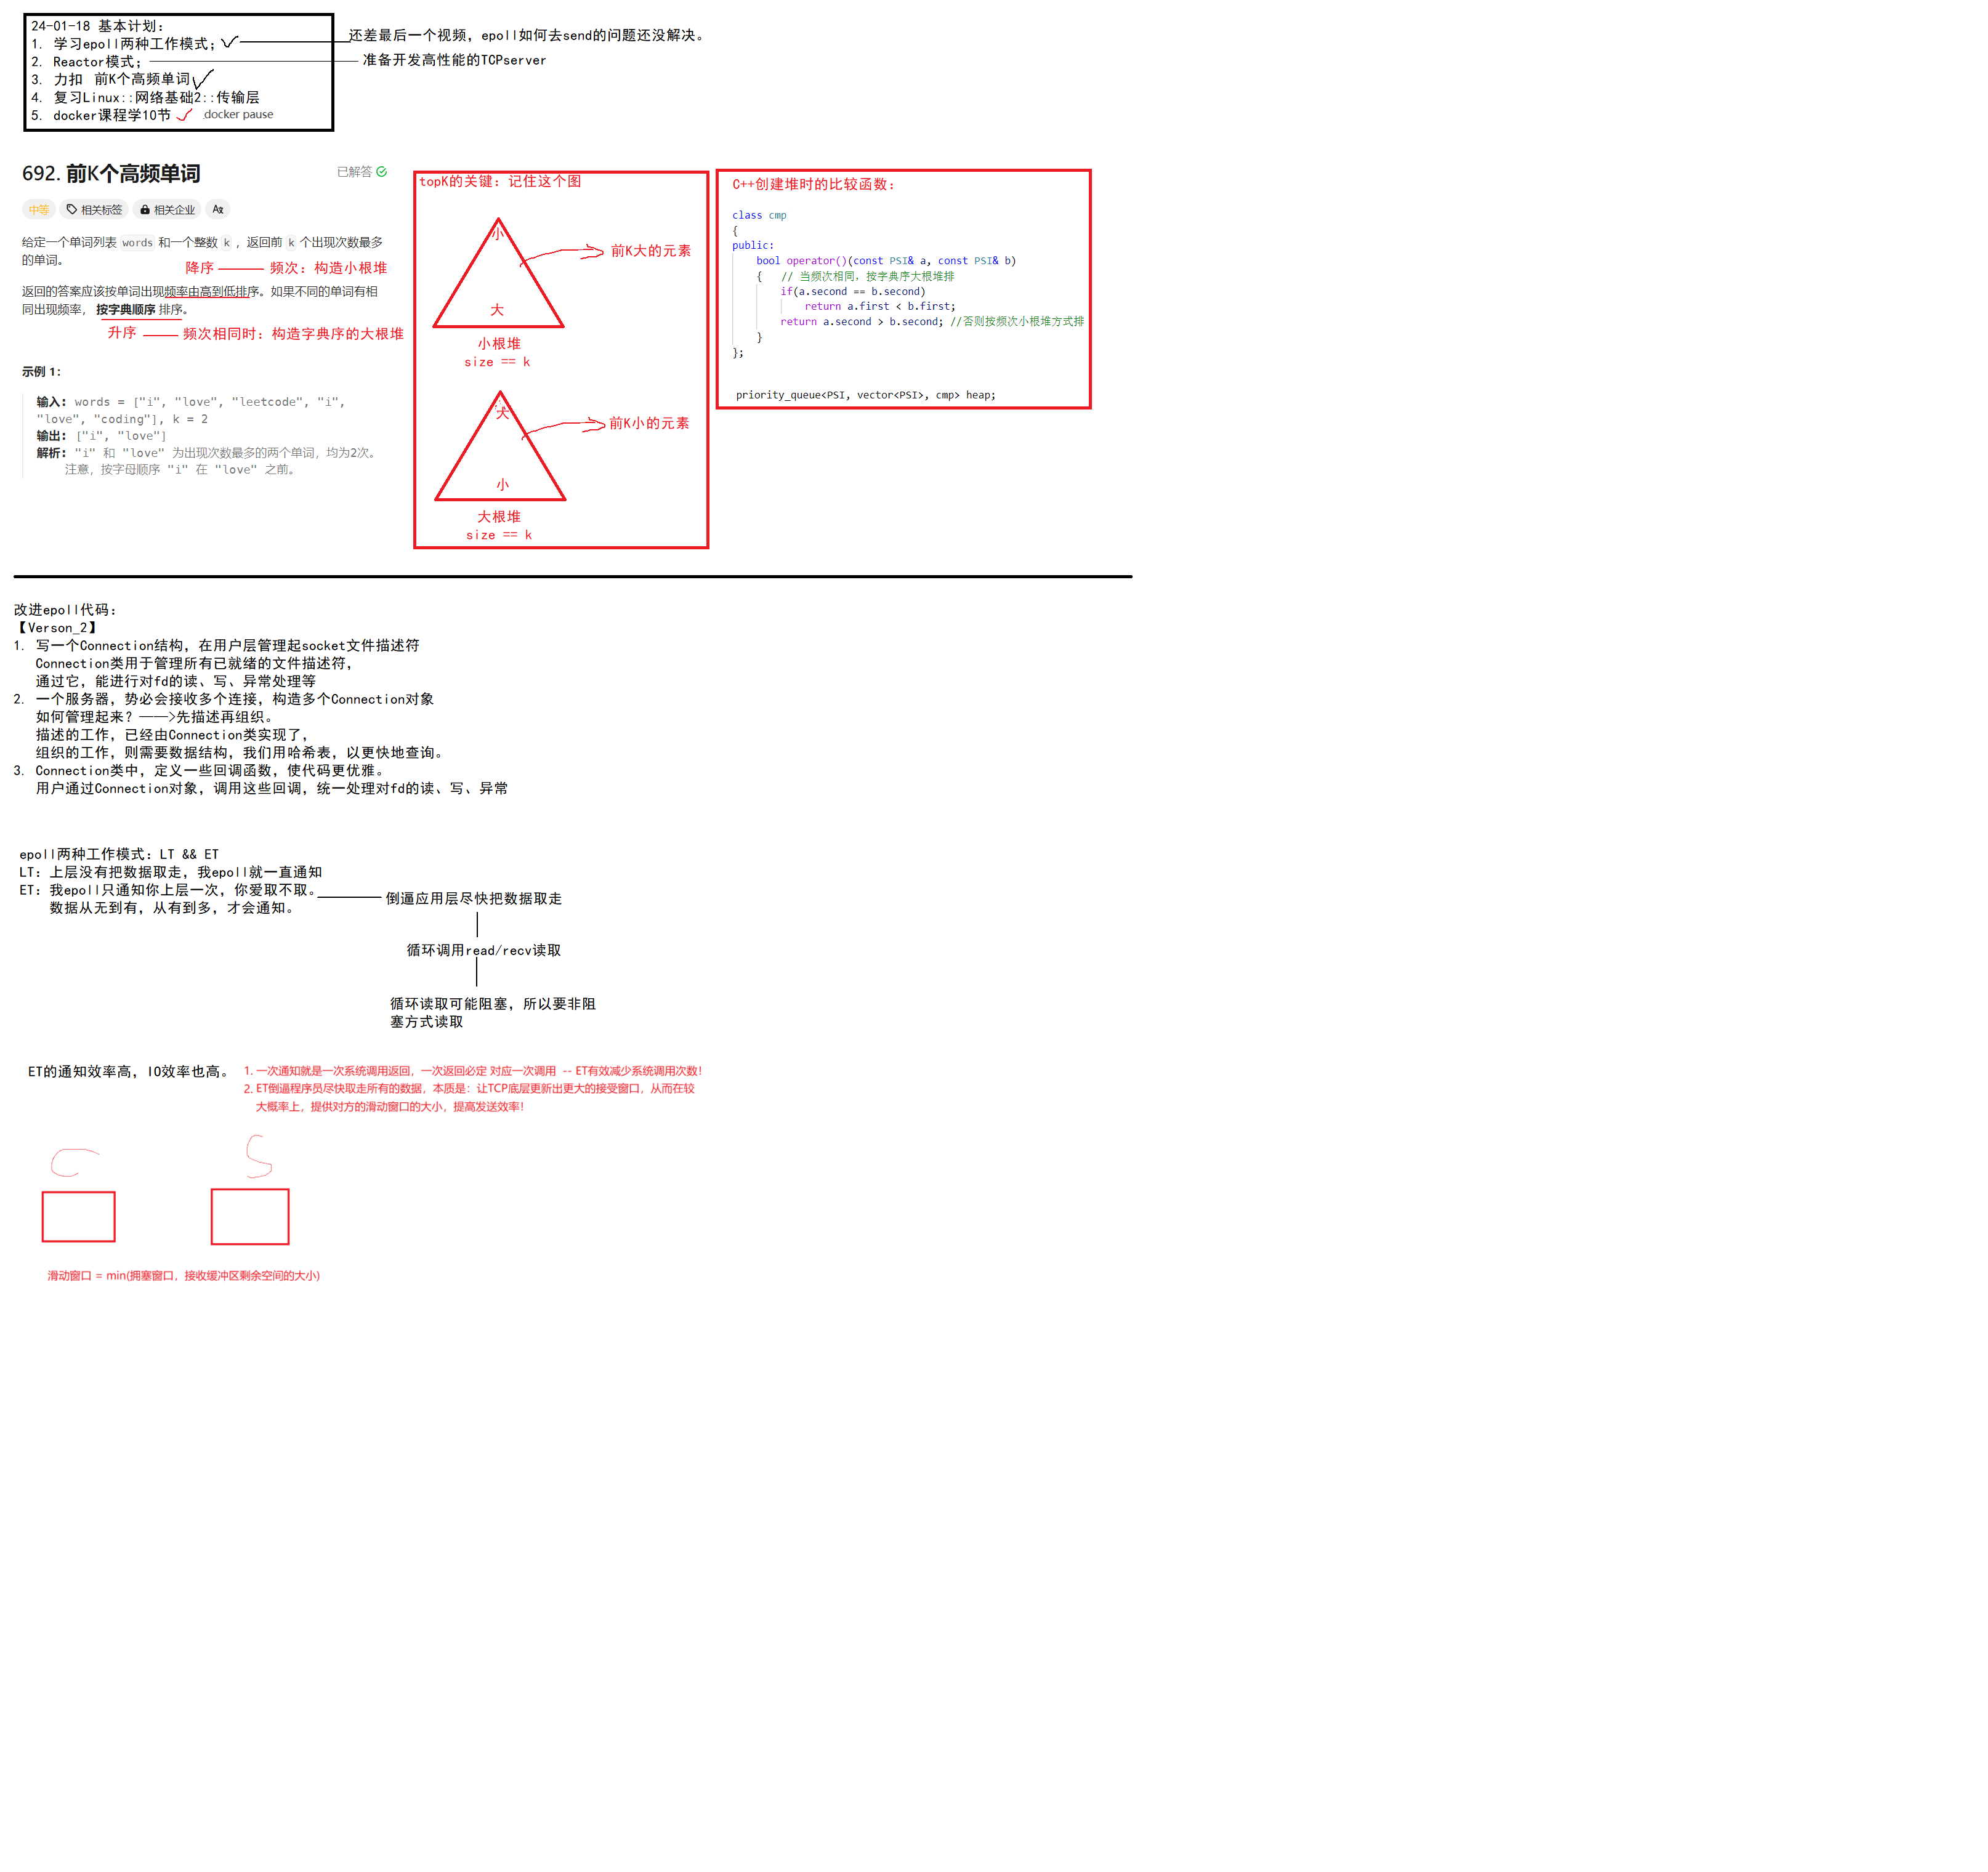 24-01-18 基本计划：
1. 学习epoll两种工作模式；
还差最后一个视频，epoll如何去send的问题还没解决。
2. Reactor模式；
准备开发高性能的TCPserver
3. 力扣 前K个高频单词
4. 复习Linux::网络基础2::传输层
5. docker课程学10节
docker pause
692. 前K个高频单词
已解答
中等 相关标签 相关企业 Aχ
给定一个单词列表 words 和一个整数 k ，返回前 k 个出现次数最多
的单词。
降序 频次：构造小根堆
返回的答案应该按单词出现频率由高到低排序。如果不同的单词有相
同出现频率， 按字典顺序 排序。
升序 频次相同时：构造字典序的大根堆
示例 1：
输入：words = ["i", "love", "leetcode", "i",
"love", "coding"], k = 2
输出：["i", "love"]
解析："i" 和 "love" 为出现次数最多的两个单词，均为2次。
注意，按字母顺序 "i" 在 "love" 之前。
topK的关键：记住这个图
小
前K大的元素
大
小根堆
size == k
大
前K小的元素
小
大根堆
size == k
C++创建堆时的比较函数：
class cmp
{
public:
bool operator()(const PSI& a, const PSI& b)
{ // 当频次相同，按字典序大根堆排
if(a.second == b.second)
return a.first < b.first;
return a.second > b.second; //否则按频次小根堆方式排
}
};
priority_queue<PSI, vector<PSI>, cmp> heap;
改进epoll代码：
【Verson_2】
1. 写一个Connection结构，在用户层管理起socket文件描述符
Connection类用于管理所有已就绪的文件描述符，
通过它，能进行对fd的读、写、异常处理等
2. 一个服务器，势必会接收多个连接，构造多个Connection对象
如何管理起来？——>先描述再组织。
描述的工作，已经由Connection类实现了，
组织的工作，则需要数据结构，我们用哈希表，以更快地查询。
3. Connection类中，定义一些回调函数，使代码更优雅。
用户通过Connection对象，调用这些回调，统一处理对fd的读、写、异常
epoll两种工作模式：LT && ET
LT：上层没有把数据取走，我epoll就一直通知
ET：我epoll只通知你上层一次，你爱取不取。
数据从无到有，从有到多，才会通知。
倒逼应用层尽快把数据取走
循环调用read/recv读取
循环读取可能阻塞，所以要非阻
塞方式读取
ET的通知效率高，IO效率也高。
1. 一次通知就是一次系统调用返回，一次返回必定 对应一次调用 -- ET有效减少系统调用次数！
2. ET倒逼程序员尽快取走所有的数据，本质是：让TCP底层更新出更大的接受窗口，从而在较
大概率上，提供对方的滑动窗口的大小，提高发送效率！
C S
滑动窗口 = min(拥塞窗口，接收缓冲区剩余空间的大小)